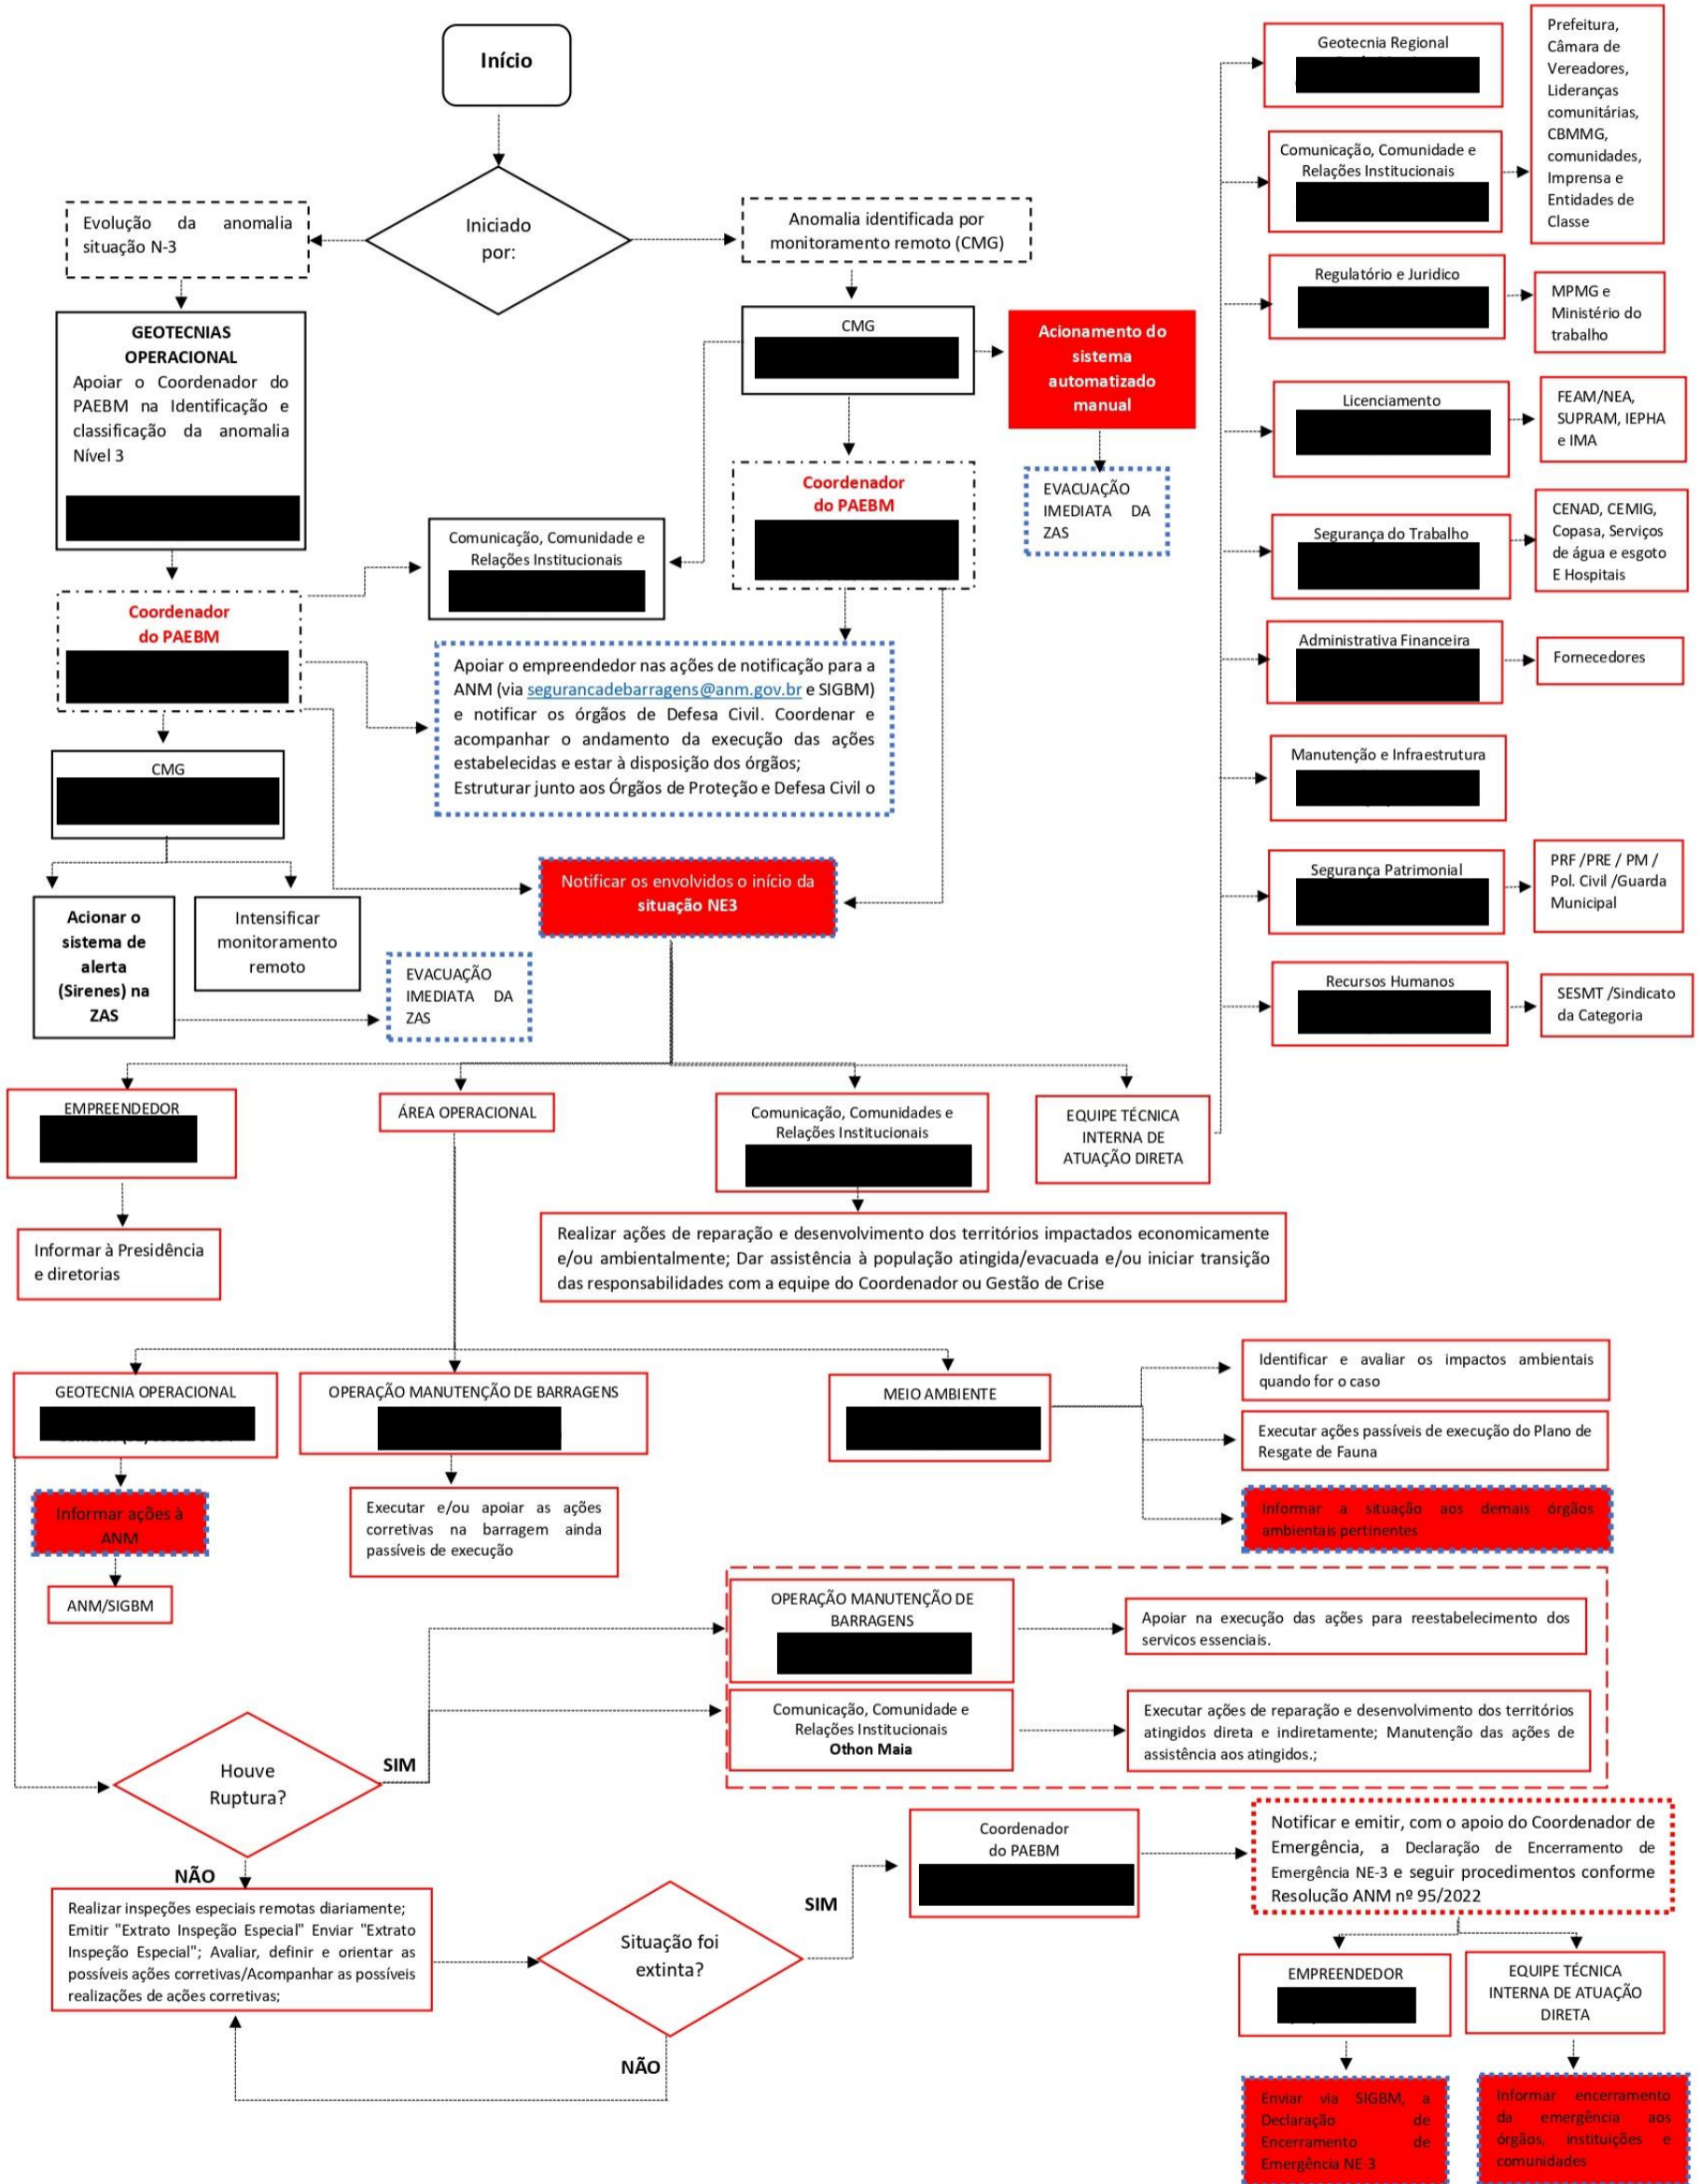 Início
Iniciado
por:
Evolução da anomalia
situação N-3
Anomalia identificada por
monitoramento remoto (CMG)
GEOTECNIAS
OPERACIONAL
Apoiar o Coordenador do
PAEBM na Identificação e
classificação da anomalia
Nível 3
CMG
Acionamento do
sistema
automatizado
manual
Coordenador
do PAEBM
EVACUAÇÃO
IMEDIATA DA
ZAS
Comunicação, Comunidade e
Relações Institucionais
Coordenador
do PAEBM
Apoiar o empreendedor nas ações de notificação para a
ANM (via segurancadebarragens@anm.gov.br e SIGBM)
e notificar os órgãos de Defesa Civil. Coordenar e
acompanhar o andamento da execução das ações
estabelecidas e estar à disposição dos órgãos;
Estruturar junto aos Órgãos de Proteção e Defesa Civil o
CMG
Acionar o
sistema de
alerta
(Sirenes) na
ZAS
Intensificar
monitoramento
remoto
EVACUAÇÃO
IMEDIATA DA
ZAS
Notificar os envolvidos o início da
situação NE3
Geotecnia Regional
Comunicação, Comunidade e
Relações Institucionais
Prefeitura,
Câmara de
Vereadores,
Lideranças
comunitárias,
CBMMG,
comunidades,
Imprensa e
Entidades de
Classe
Regulatório e Juridico
MPMG e
Ministério do
trabalho
Licenciamento
FEAM/NEA,
SUPRAM, IEPHA
e IMA
Segurança do Trabalho
CENAD, CEMIG,
Copasa, Serviços
de água e esgoto
E Hospitais
Administrativa Financeira
Fornecedores
Manutenção e Infraestrutura
Segurança Patrimonial
PRF /PRE / PM /
Pol. Civil /Guarda
Municipal
Recursos Humanos
SESMT /Sindicato
da Categoria
EMPREENDEDOR
ÁREA OPERACIONAL
Comunicação, Comunidades e
Relações Institucionais
EQUIPE TÉCNICA
INTERNA DE
ATUAÇÃO DIRETA
Informar à Presidência
e diretorias
Realizar ações de reparação e desenvolvimento dos territórios impactados economicamente
e/ou ambientalmente; Dar assistência à população atingida/evacuada e/ou iniciar transição
das responsabilidades com a equipe do Coordenador ou Gestão de Crise
GEOTECNIA OPERACIONAL
OPERAÇÃO MANUTENÇÃO DE BARRAGENS
MEIO AMBIENTE
Identificar e avaliar os impactos ambientais
quando for o caso
Executar ações passíveis de execução do Plano de
Resgate de Fauna
Informar a situação aos demais órgãos
ambientais pertinentes
Informar ações à
ANM
ANM/SIGBM
Executar e/ou apoiar as ações
corretivas na barragem ainda
passíveis de execução
OPERAÇÃO MANUTENÇÃO DE
BARRAGENS
Apoiar na execução das ações para reestabelecimento dos
servicos essenciais.
Comunicação, Comunidade e
Relações Institucionais
Othon Maia
Executar ações de reparação e desenvolvimento dos territórios
atingidos direta e indiretamente; Manutenção das ações de
assistência aos atingidos.;
Houve
Ruptura?
SIM
NÃO
Realizar inspeções especiais remotas diariamente;
Emitir "Extrato Inspeção Especial" Enviar "Extrato
Inspeção Especial"; Avaliar, definir e orientar as
possíveis ações corretivas/Acompanhar as possíveis
realizações de ações corretivas;
Situação foi
extinta?
SIM
NÃO
Coordenador
do PAEBM
Notificar e emitir, com o apoio do Coordenador de
Emergência, a Declaração de Encerramento de
Emergência NE-3 e seguir procedimentos conforme
Resolução ANM nº 95/2022
EMPREENDEDOR
EQUIPE TÉCNICA
INTERNA DE ATUAÇÃO
DIRETA
Enviar via SIGBM, a
Declaração de
Encerramento de
Emergência NE-3
Informar encerramento
da emergência aos
órgãos, instituições e
comunidades